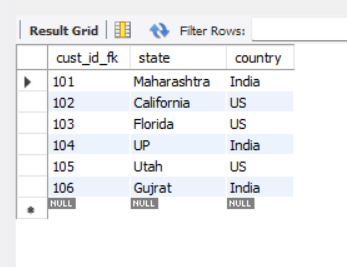 Result Grid Filter Rows:
cust_id_fk state country
101 Maharashtra India
102 California US
103 Florida US
104 UP India
105 Utah US
106 Gujrat India
NULL NULL NULL